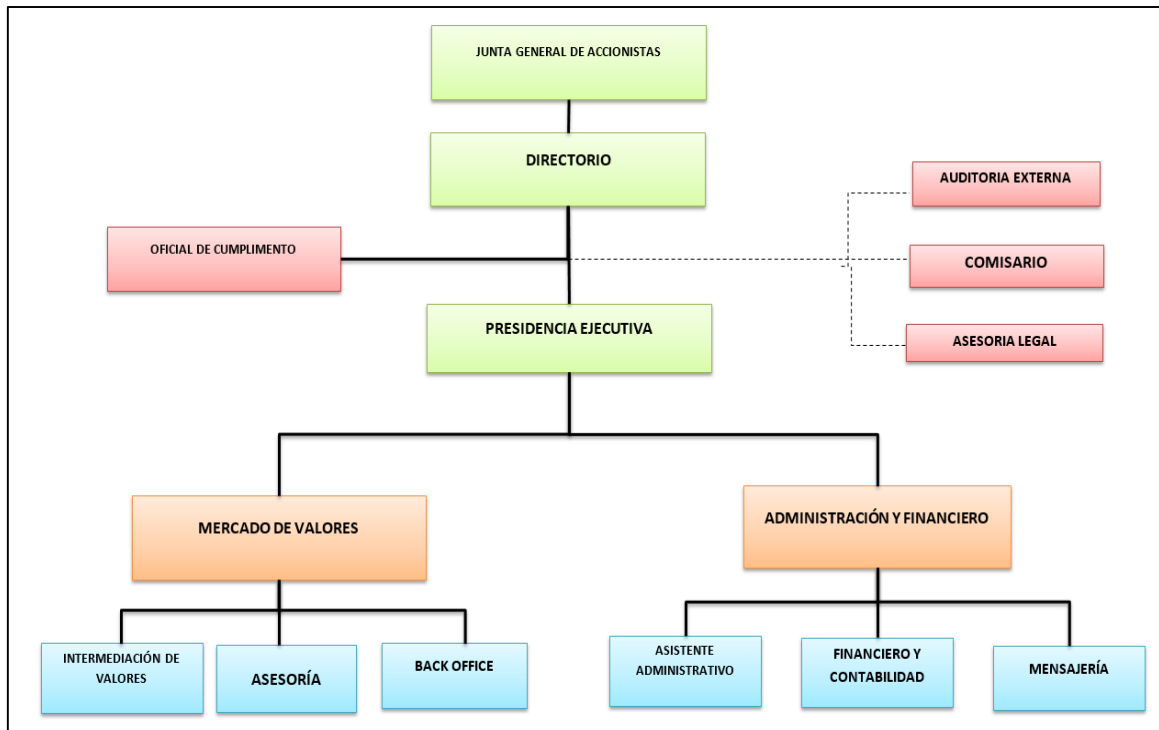 JUNTA GENERAL DE ACCIONISTAS
DIRECTORIO
AUDITORIA EXTERNA
OFICIAL DE CUMPLIMENTO
COMISARIO
PRESIDENCIA EJECUTIVA
ASESORIA LEGAL
MERCADO DE VALORES
ADMINISTRACIÓN Y FINANCIERO
INTERMEDIACIÓN DE
VALORES
ASESORÍA
BACK OFFICE
ASISTENTE
ADMINISTRATIVO
FINANCIERO Y
CONTABILIDAD
MENSAJERÍA